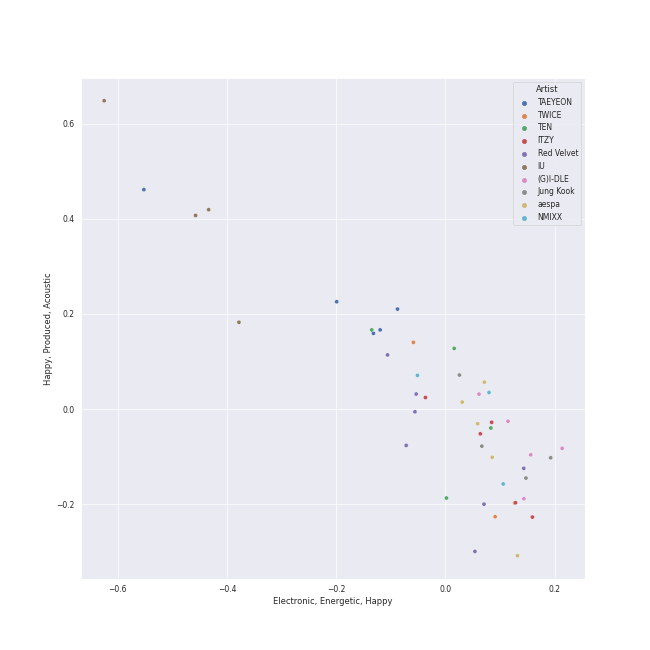 Artist
TAEYEON
TWICE
TEN
ITZY
Red Velvet
IU
(G)I-DLE
Jung Kook
aespa
NMIXX
0.6
0.4
0.2
0.0
−0.2
Happy, Produced, Acoustic
−0.6
−0.4
−0.2
0.0
0.2
Electronic, Energetic, Happy